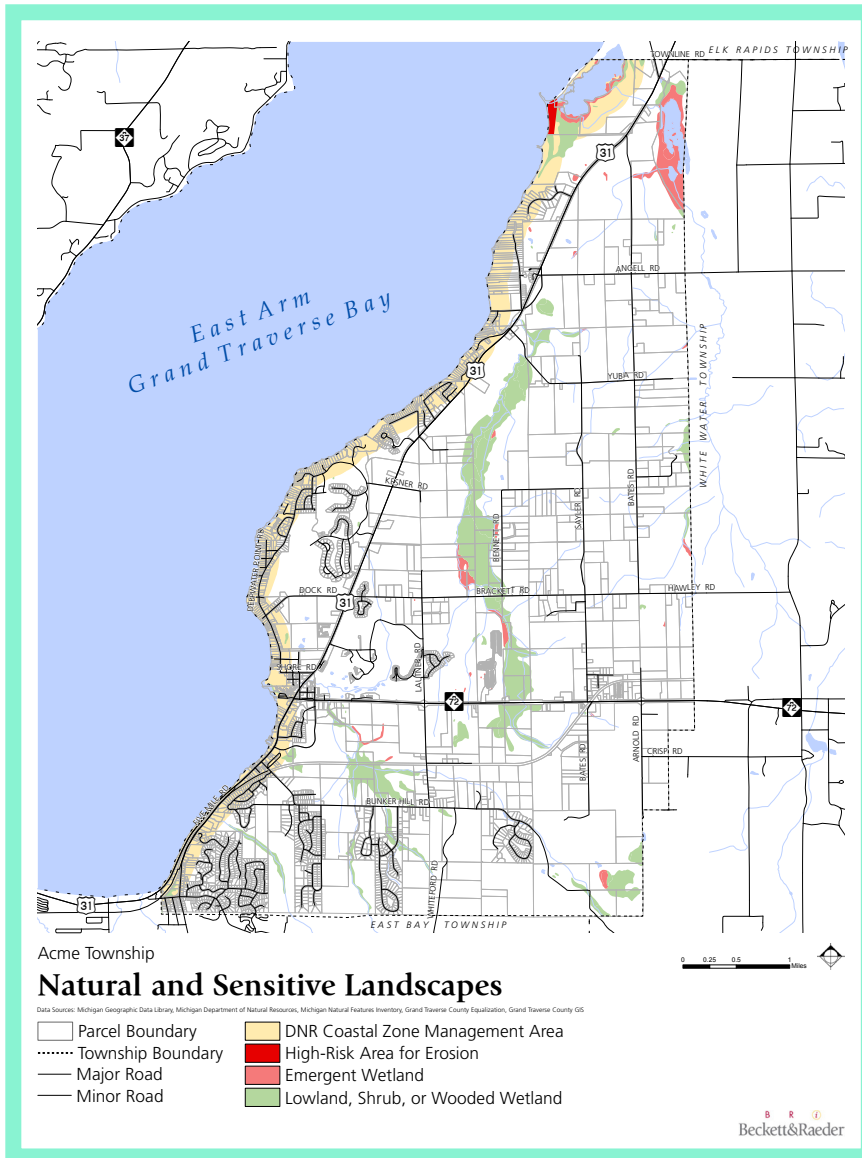 TOWNLINE RD
ELK RAPIDS TOWNSHIP
37
31
ANGELL RD
East Arm
Grand Traverse Bay
31
YUBA RD
WHITE WATER TOWNSHIP
KESNER RD
BATES RD
SAYLER RD
BENNETT RD
DEEPWATER POINT RD
DOCK RD
31
BRACKETT RD
HAWLEY RD
SHORE RD
LAUTNER RD
72
72
ARNOLD RD
CRISP RD
BATES RD
BUNKER HILL RD
WHITEFORD RD
31
EAST BAY TOWNSHIP
Acme Township
Natural and Sensitive Landscapes
0 0.25 0.5 1
Miles
Data Sources: Michigan Geographic Data Library, Michigan Department of Natural Resources, Michigan Natural Features Inventory, Grand Traverse County Equalization, Grand Traverse County GIS
Parcel Boundary
Township Boundary
Major Road
Minor Road
DNR Coastal Zone Management Area
High-Risk Area for Erosion
Emergent Wetland
Lowland, Shrub, or Wooded Wetland
B R i
Beckett&Raeder